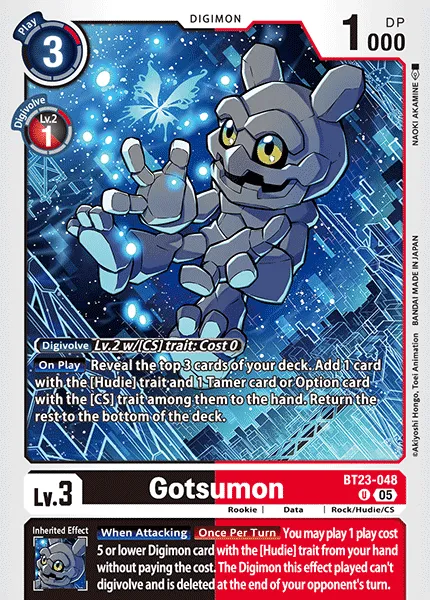 DIGIMON
Play
3
1000
DP
Digivolve
Lv.2
1
NAOKI AKAMINE
©Akiyoshi Hongo, Toei Animation BANDAI MADE IN JAPAN
Digivolve Lv.2 w/[CS] trait: Cost 0
On Play Reveal the top 3 cards of your deck. Add 1 card
with the [Hudie] trait and 1 Tamer card or Option card
with the [CS] trait among them to the hand. Return the
rest to the bottom of the deck.
BT23-048
Lv.3
Gotsumon
U 05
Rookie | Data | Rock/Hudie/CS
Inherited Effect
When Attacking Once Per Turn You may play 1 play cost
5 or lower Digimon card with the [Hudie] trait from your hand
without paying the cost. The Digimon this effect played can't
digivolve and is deleted at the end of your opponent's turn.